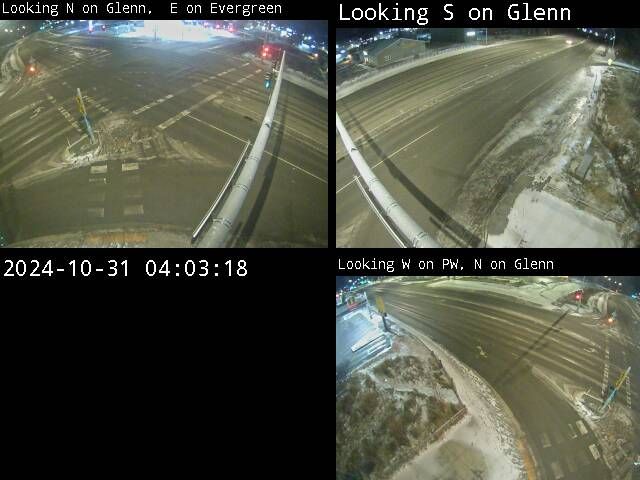 Looking N on Glenn, E on Evergreen
Looking S on Glenn
2024-10-31 04:03:18
Looking W on PW, N on Glenn